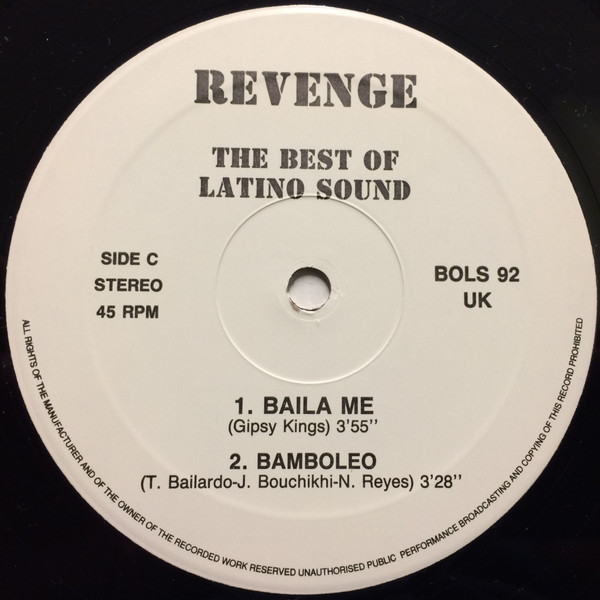 REVENGE
THE BEST OF
LATINO SOUND
SIDE C
STEREO
45 RPM
BOLS 92
UK
1. BAILA ME
(Gipsy Kings) 3'55''
2. BAMBOLEO
(T. Bailardo-J. Bouchikhi-N. Reyes) 3'28''
ALL RIGHTS OF THE MANUFACTURER AND OF THE OWNER OF THE RECORDED WORK RESERVED UNAUTHORISED PUBLIC PERFORMANCE BROADCASTING AND COPYING OF THIS RECORD PROHIBITED